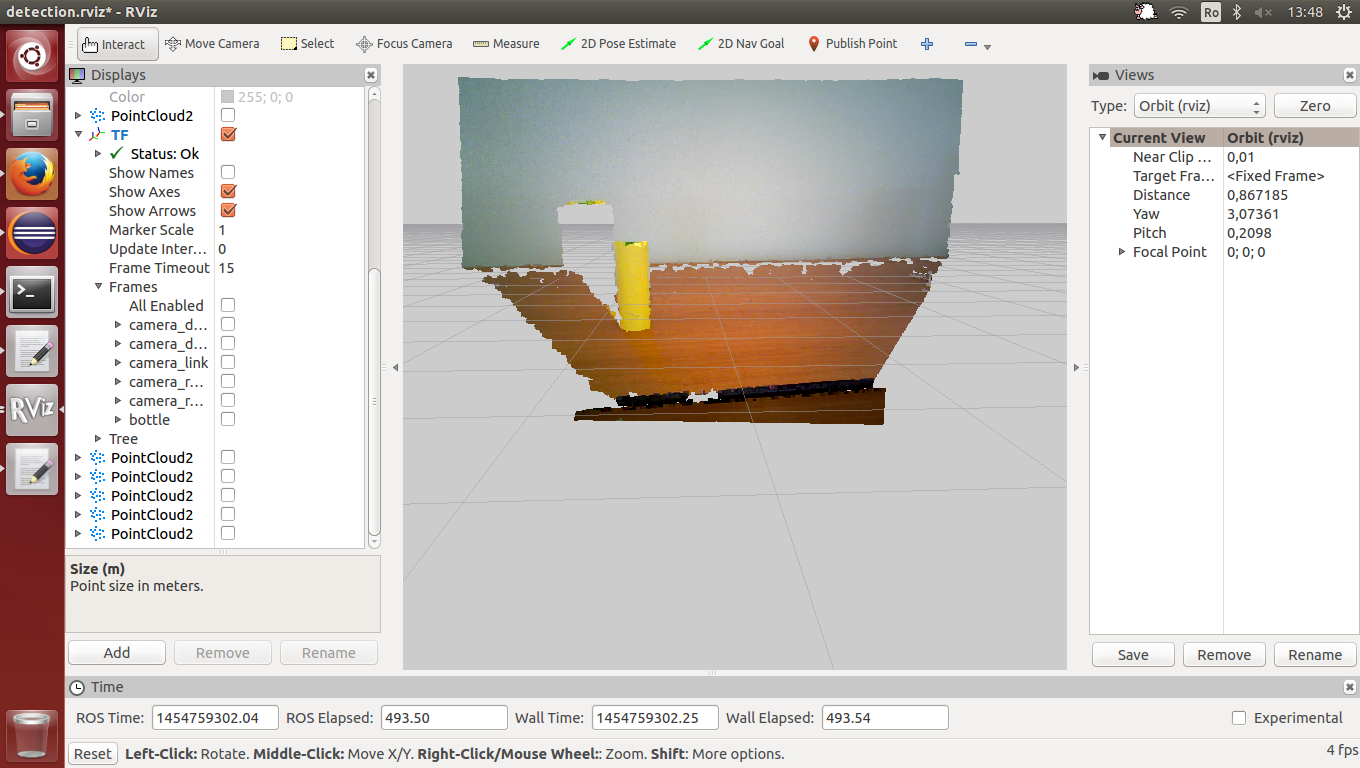 detection.rviz* - RViz
Ro
13:48
Interact
Move Camera
Select
Focus Camera
Measure
2D Pose Estimate
2D Nav Goal
Publish Point
Displays
Color 255; 0; 0
PointCloud2
TF
Status: Ok
Show Names
Show Axes
Show Arrows
Marker Scale 1
Update Inter... 0
Frame Timeout 15
Frames
All Enabled
camera_d...
camera_d...
camera_link
camera_r...
camera_r...
bottle
Tree
PointCloud2
PointCloud2
PointCloud2
PointCloud2
PointCloud2
Size (m)
Point size in meters.
Add Remove Rename
RViz
Views
Type: Orbit (rviz) Zero
Current View Orbit (rviz)
Near Clip ... 0,01
Target Fra... <Fixed Frame>
Distance 0,867185
Yaw 3,07361
Pitch 0,2098
Focal Point 0; 0; 0
Save Remove Rename
Time
ROS Time: 1454759302.04 ROS Elapsed: 493.50 Wall Time: 1454759302.25 Wall Elapsed: 493.54 Experimental
Reset Left-Click: Rotate. Middle-Click: Move X/Y. Right-Click/Mouse Wheel:: Zoom. Shift: More options. 4 fps